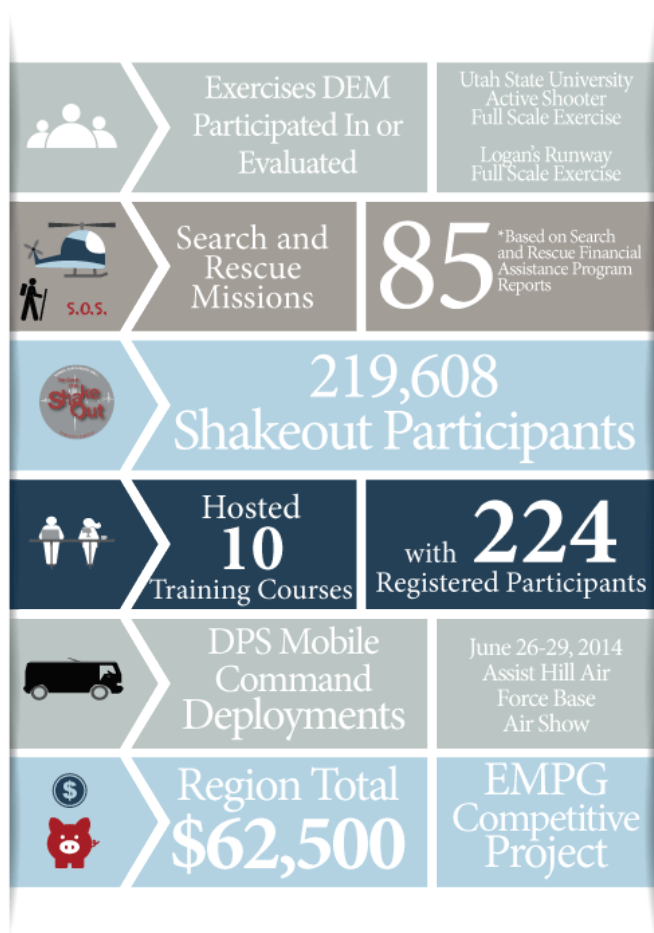 Exercises DEM
Participated In or
Evaluated
Utah State University
Active Shooter
Full Scale Exercise
Logan's Runway
Full Scale Exercise
S.O.S.
Search and
Rescue
Missions
85
*Based on Search
and Rescue Financial
Assistance Program
Reports
Shake
Out
219,608
Shakeout Participants
Hosted
10
Training Courses
with 224
Registered Participants
DPS Mobile
Command
Deployments
June 26-29, 2014
Assist Hill Air
Force Base
Air Show
$
Region Total
$62,500
EMPG
Competitive
Project